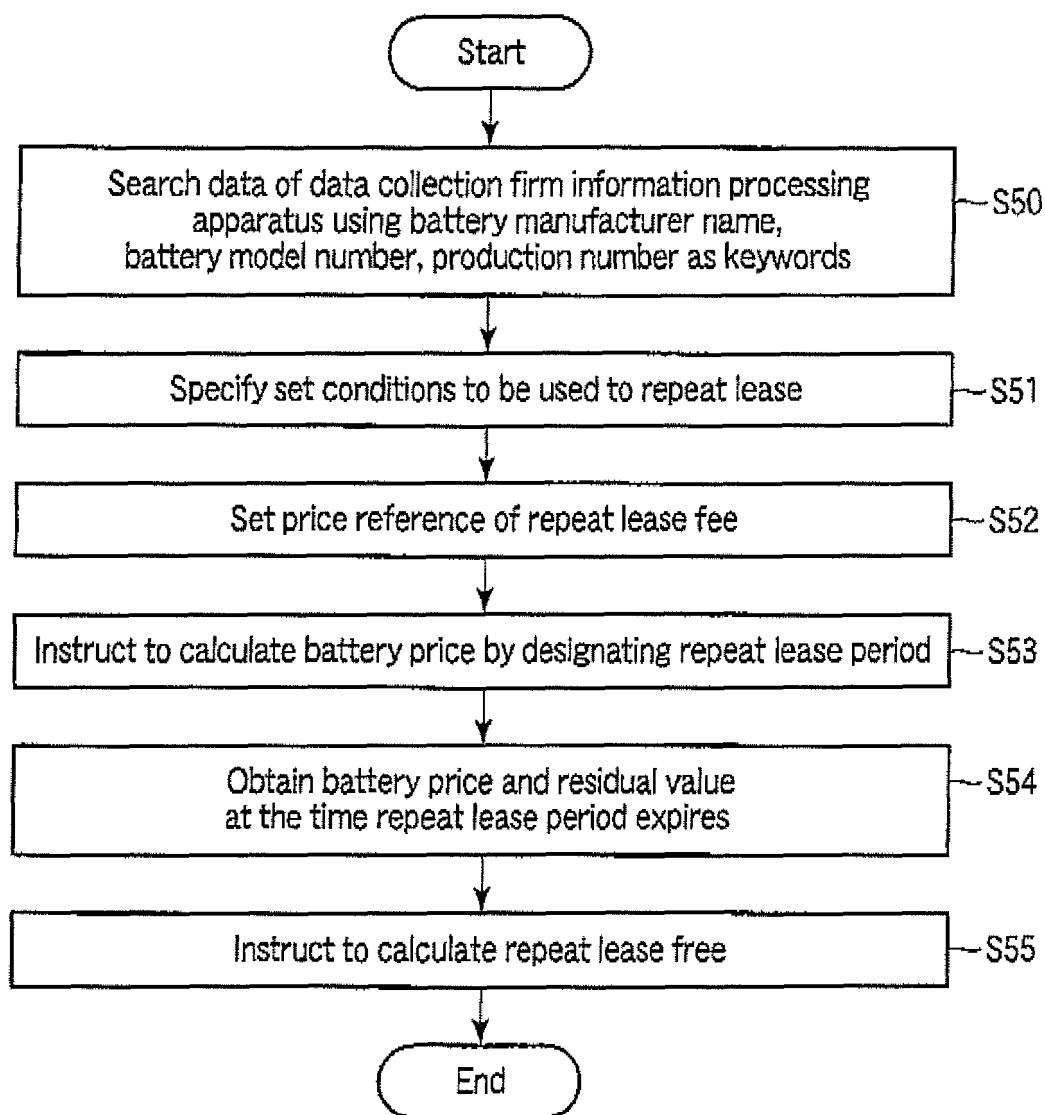 Start
Search data of data collection firm information processing
apparatus using battery manufacturer name,
battery model number, production number as keywords
S50
Specify set conditions to be used to repeat lease
S51
Set price reference of repeat lease fee
S52
Instruct to calculate battery price by designating repeat lease period
S53
Obtain battery price and residual value
at the time repeat lease period expires
S54
Instruct to calculate repeat lease free
S55
End